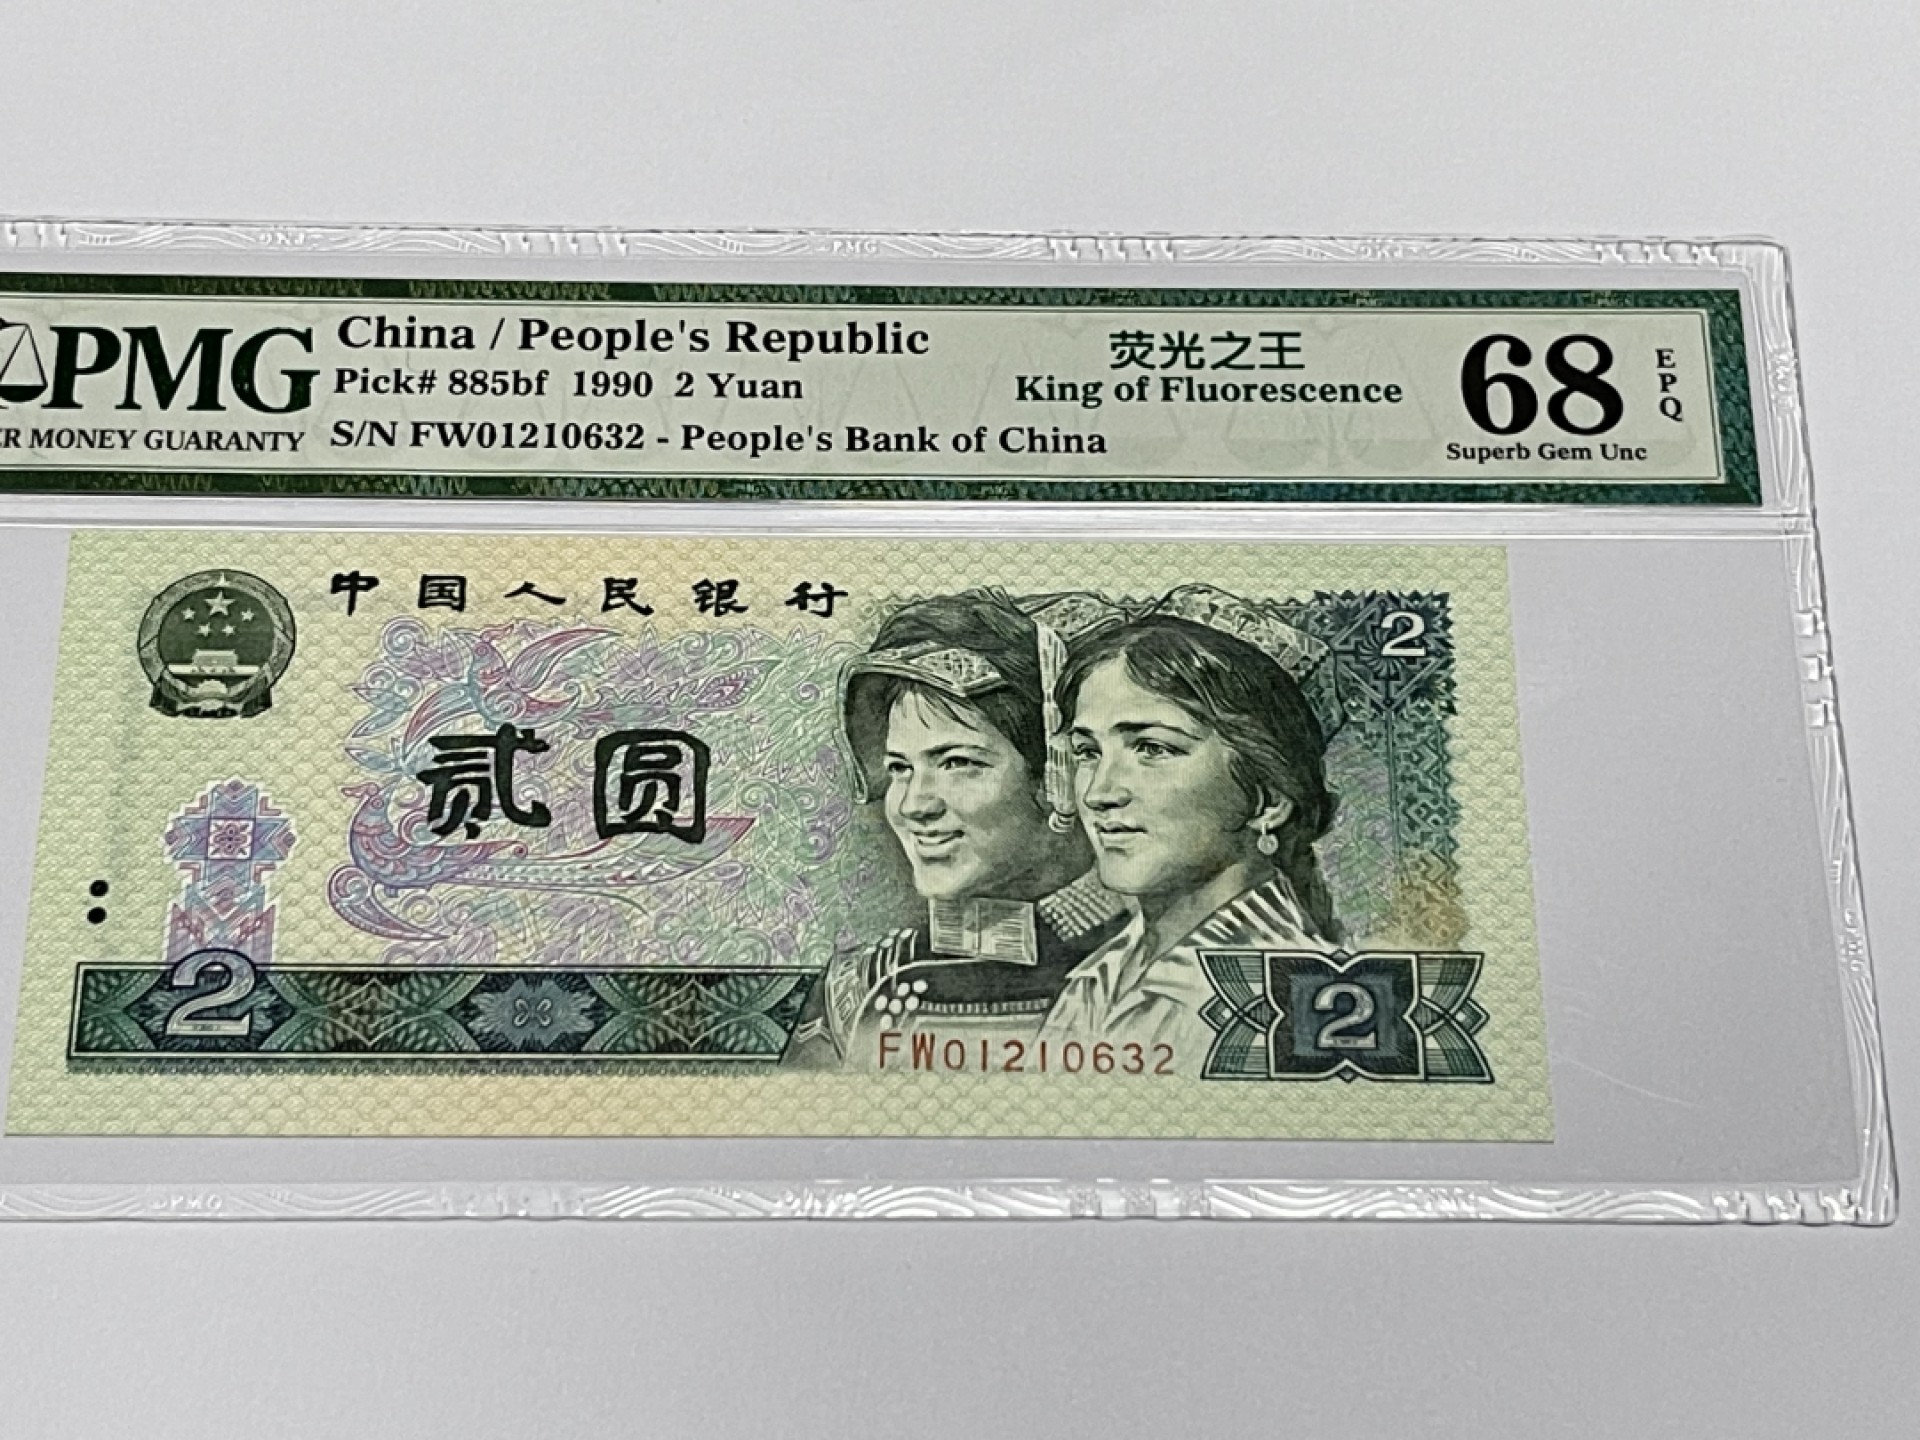 PMG
ER MONEY GUARANTY
China / People's Republic
Pick# 885bf 1990 2 Yuan
S/N FW01210632 - People's Bank of China
荧光之王
King of Fluorescence
68
EPQ
Superb Gem Unc
中国人民银行
2
贰圆
2
FW01210632
2